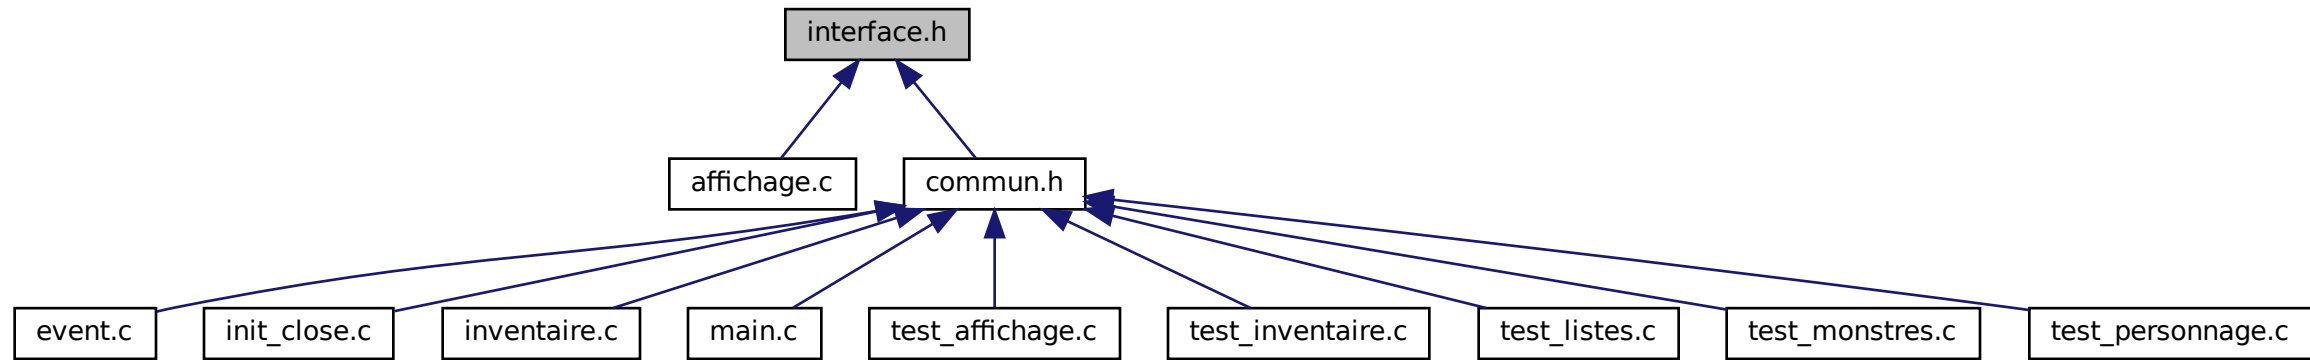 interface.h
affichage.c
commun.h
event.c
init_close.c
inventaire.c
main.c
test_affichage.c
test_inventaire.c
test_listes.c
test_monstres.c
test_personnage.c